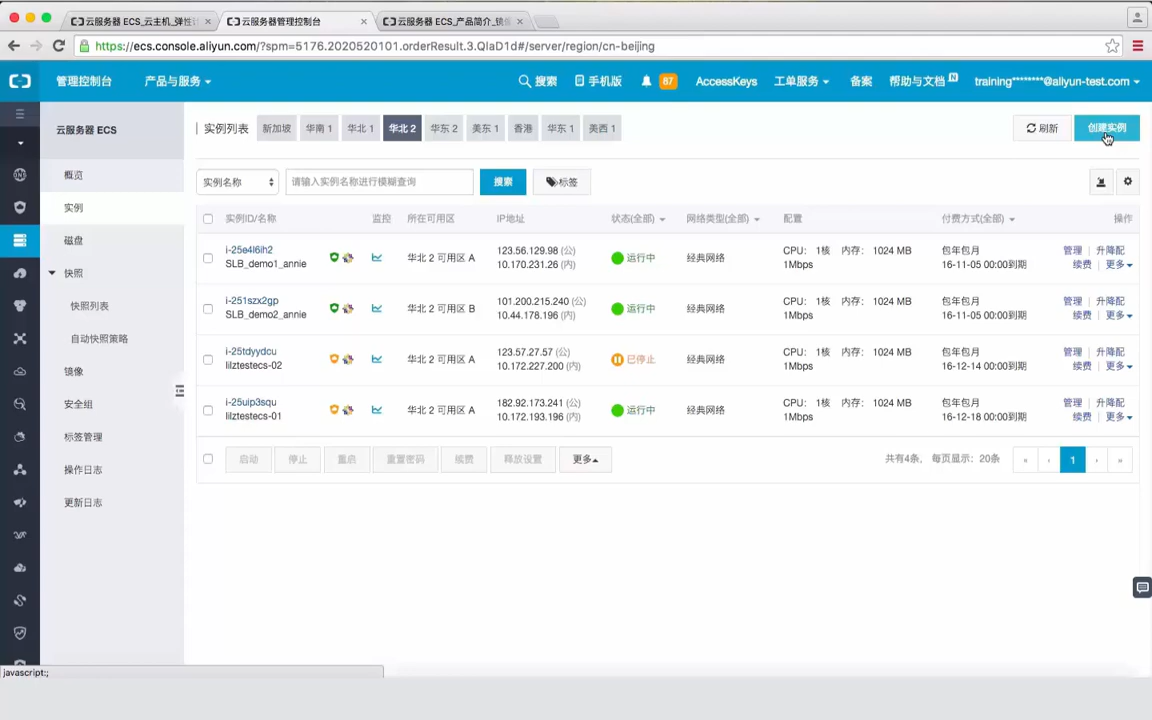 云服务器 ECS_云主机_弹性计
云服务器管理控制台
云服务器 ECS_产品简介_镜像
https://ecs.console.aliyun.com/?spm=5176.2020520101.orderResult.3.QIaD1d#/server/region/cn-beijing
管理控制台 产品与服务 搜索 手机版 87 AccessKeys 工单服务 备案 帮助与文档 N training********@aliyun-test.com
云服务器 ECS
概览
实例
磁盘
快照
快照列表
自动快照策略
镜像
安全组
标签管理
操作日志
更新日志
实例列表 新加坡 华南 1 华北 1 华北 2 华东 2 美东 1 香港 华东 1 美西 1 刷新 创建实例
实例名称 请输入实例名称进行模糊查询 搜索 标签
实例ID/名称 监控 所在可用区 IP地址 状态(全部) 网络类型(全部) 配置 付费方式(全部) 操作
i-25e4l6ih2 123.56.129.98 (公) CPU: 1核 内存: 1024 MB 包年包月 管理 升降配
SLB_demo1_annie 华北 2 可用区 A 10.170.231.26 (内) 运行中 经典网络 1Mbps 16-11-05 00:00到期 续费 更多
i-251szx2gp 101.200.215.240 (公) CPU: 1核 内存: 1024 MB 包年包月 管理 升降配
SLB_demo2_annie 华北 2 可用区 B 10.44.178.196 (内) 运行中 经典网络 1Mbps 16-11-05 00:00到期 续费 更多
i-25tdyydcu 123.57.27.57 (公) CPU: 1核 内存: 1024 MB 包年包月 管理 升降配
lilztestecs-02 华北 2 可用区 A 10.172.227.200 (内) 已停止 经典网络 1Mbps 16-12-14 00:00到期 续费 更多
i-25uip3squ 182.92.173.241 (公) CPU: 1核 内存: 1024 MB 包年包月 管理 升降配
lilztestecs-01 华北 2 可用区 A 10.172.193.196 (内) 运行中 经典网络 1Mbps 16-12-18 00:00到期 续费 更多
启动 停止 重启 重置密码 续费 释放设置 更多 共有4条, 每页显示: 20条 « ‹ 1 › »
javascript:;